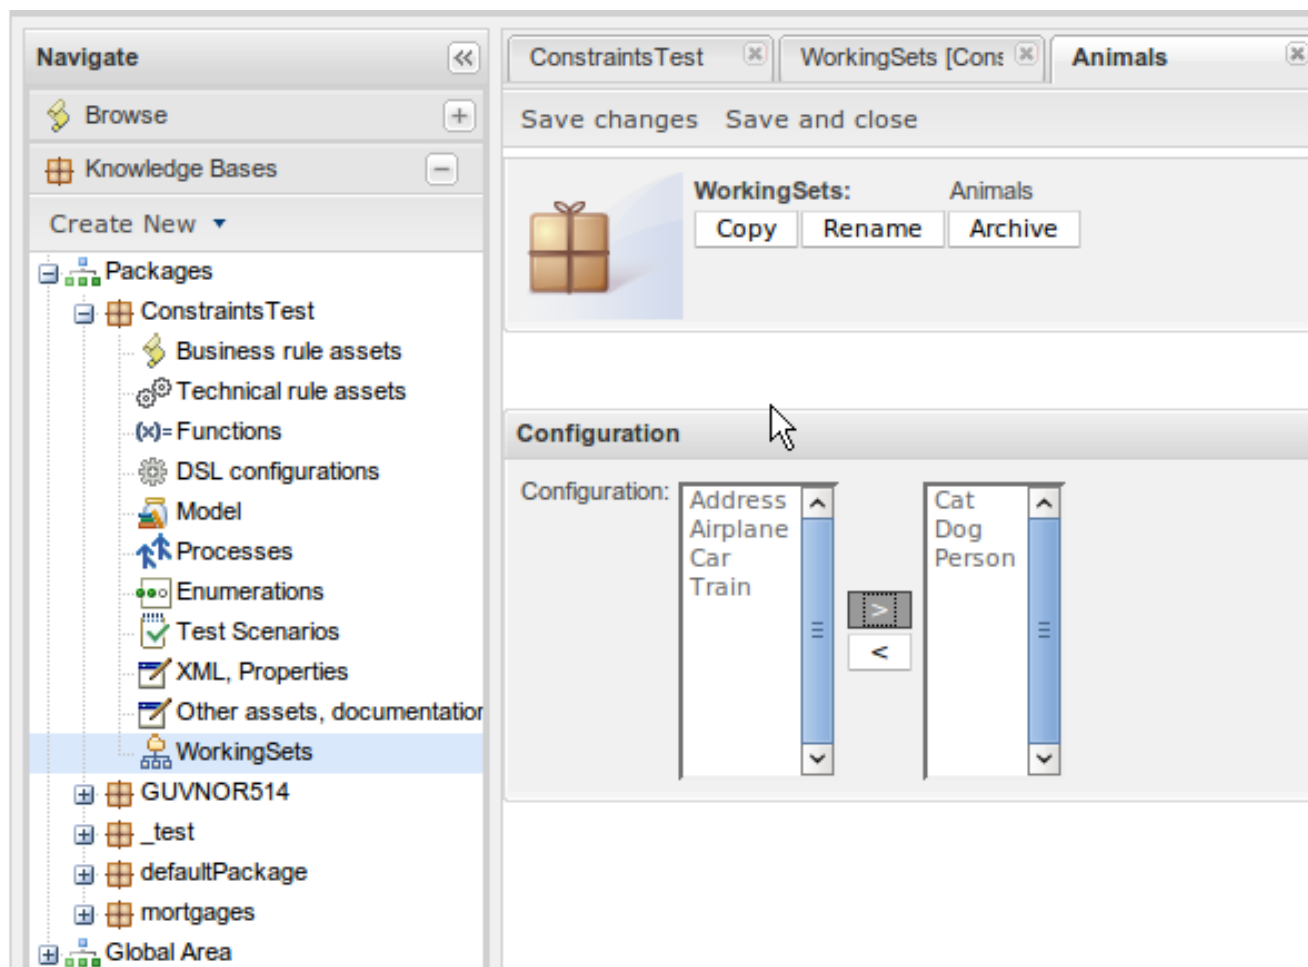 Navigate
Browse
Knowledge Bases
Create New
Packages
ConstraintsTest
Business rule assets
Technical rule assets
(x)= Functions
DSL configurations
Model
Processes
Enumerations
Test Scenarios
XML, Properties
Other assets, documentation
WorkingSets
GUVNOR514
_test
defaultPackage
mortgages
Global Area
ConstraintsTest WorkingSets [Cons Animals
Save changes Save and close
WorkingSets: Animals
Copy Rename Archive
Configuration
Configuration:
Address
Airplane
Car
Train
>
<
Cat
Dog
Person